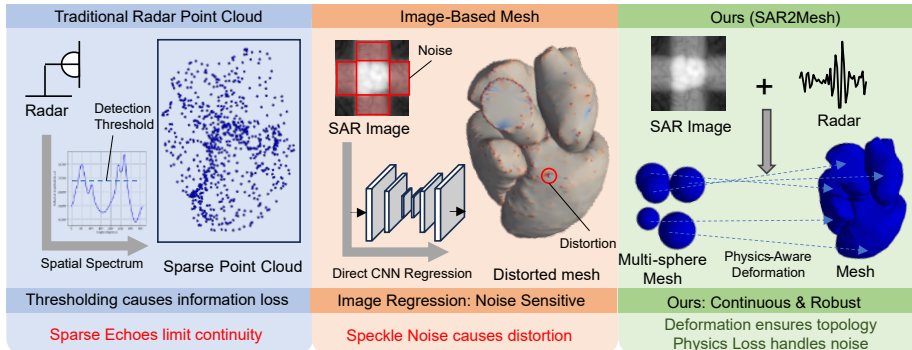 Traditional Radar Point Cloud
Radar
Detection
Threshold
Spatial Spectrum
Sparse Point Cloud
Thresholding causes information loss
Sparse Echoes limit continuity
Image-Based Mesh
Noise
SAR Image
Distortion
Direct CNN Regression
Distorted mesh
Image Regression: Noise Sensitive
Speckle Noise causes distortion
Ours (SAR2Mesh)
+
SAR Image
Radar
Multi-sphere
Mesh
Physics-Aware
Deformation
Mesh
Ours: Continuous & Robust
Deformation ensures topology
Physics Loss handles noise